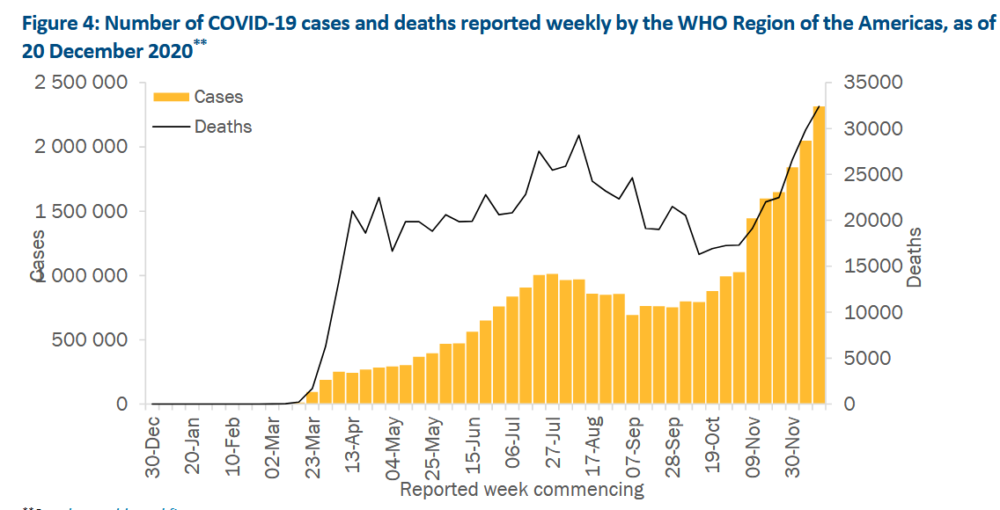 Figure 4: Number of COVID-19 cases and deaths reported weekly by the WHO Region of the Americas, as of
20 December 2020**
2 500 000
2 000 000
1 500 000
1 000 000
500 000
0
Cases
Cases
Deaths
35000
30000
25000
20000
15000
10000
5000
0
Deaths
30-Dec
20-Jan
10-Feb
02-Mar
23-Mar
13-Apr
04-May
25-May
15-Jun
06-Jul
27-Jul
17-Aug
07-Sep
28-Sep
19-Oct
09-Nov
30-Nov
Reported week commencing